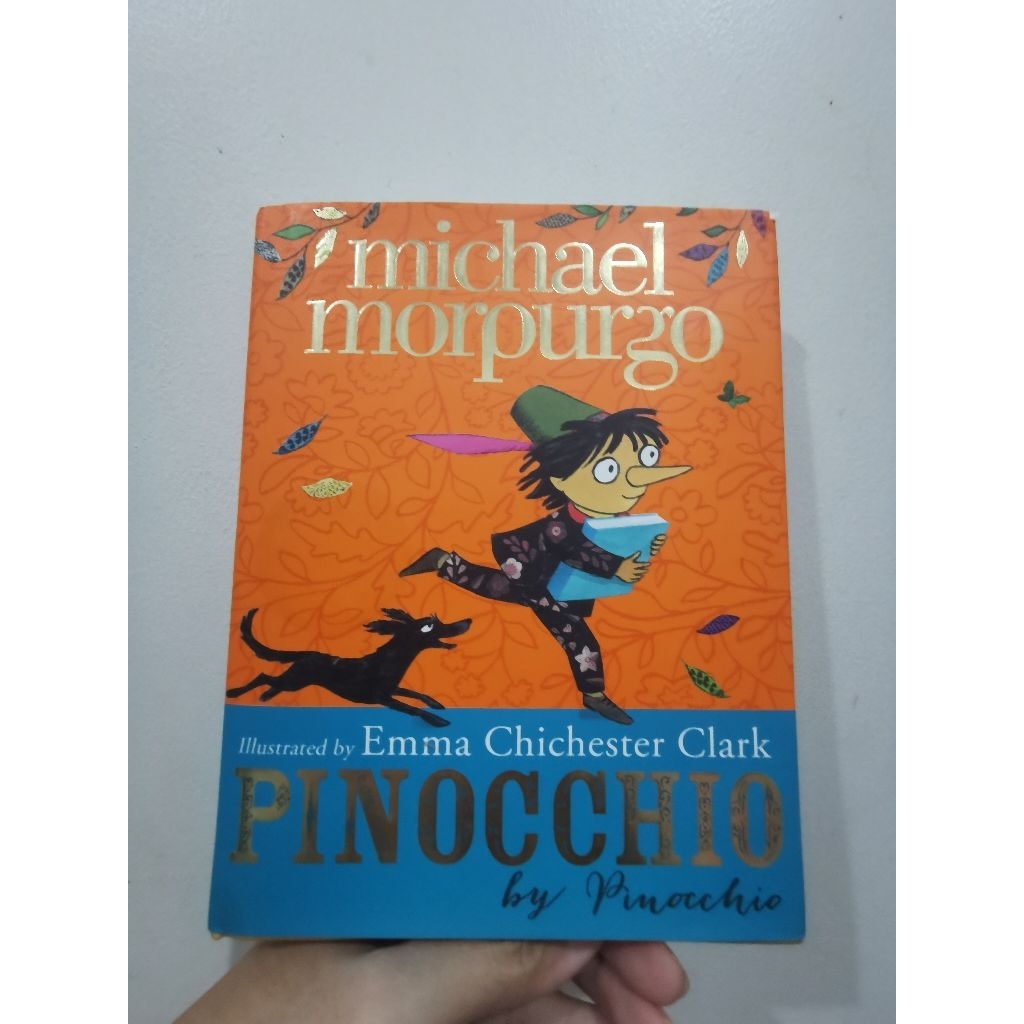 michael
morpurgo
Illustrated by Emma Chichester Clark
PINOCCHIO
by Pinocchio